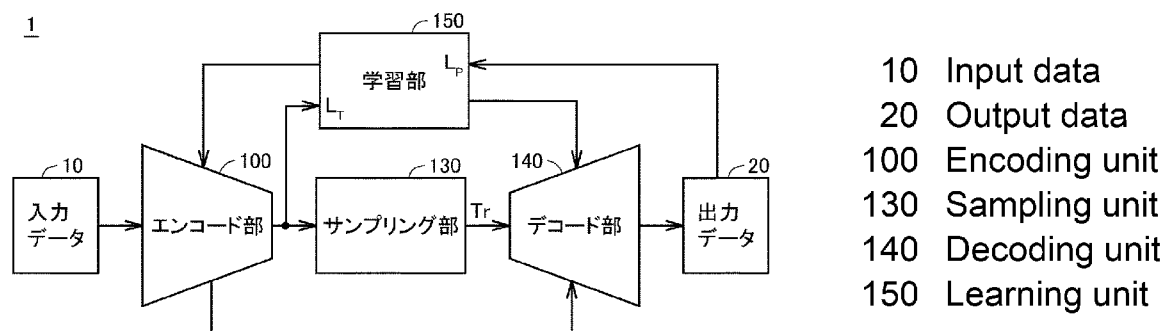 1
150
学習部
L_P
L_T
10
入力
データ
100
エンコード部
130
サンプリング部
Tr
140
デコード部
20
出力
データ
10 Input data
20 Output data
100 Encoding unit
130 Sampling unit
140 Decoding unit
150 Learning unit